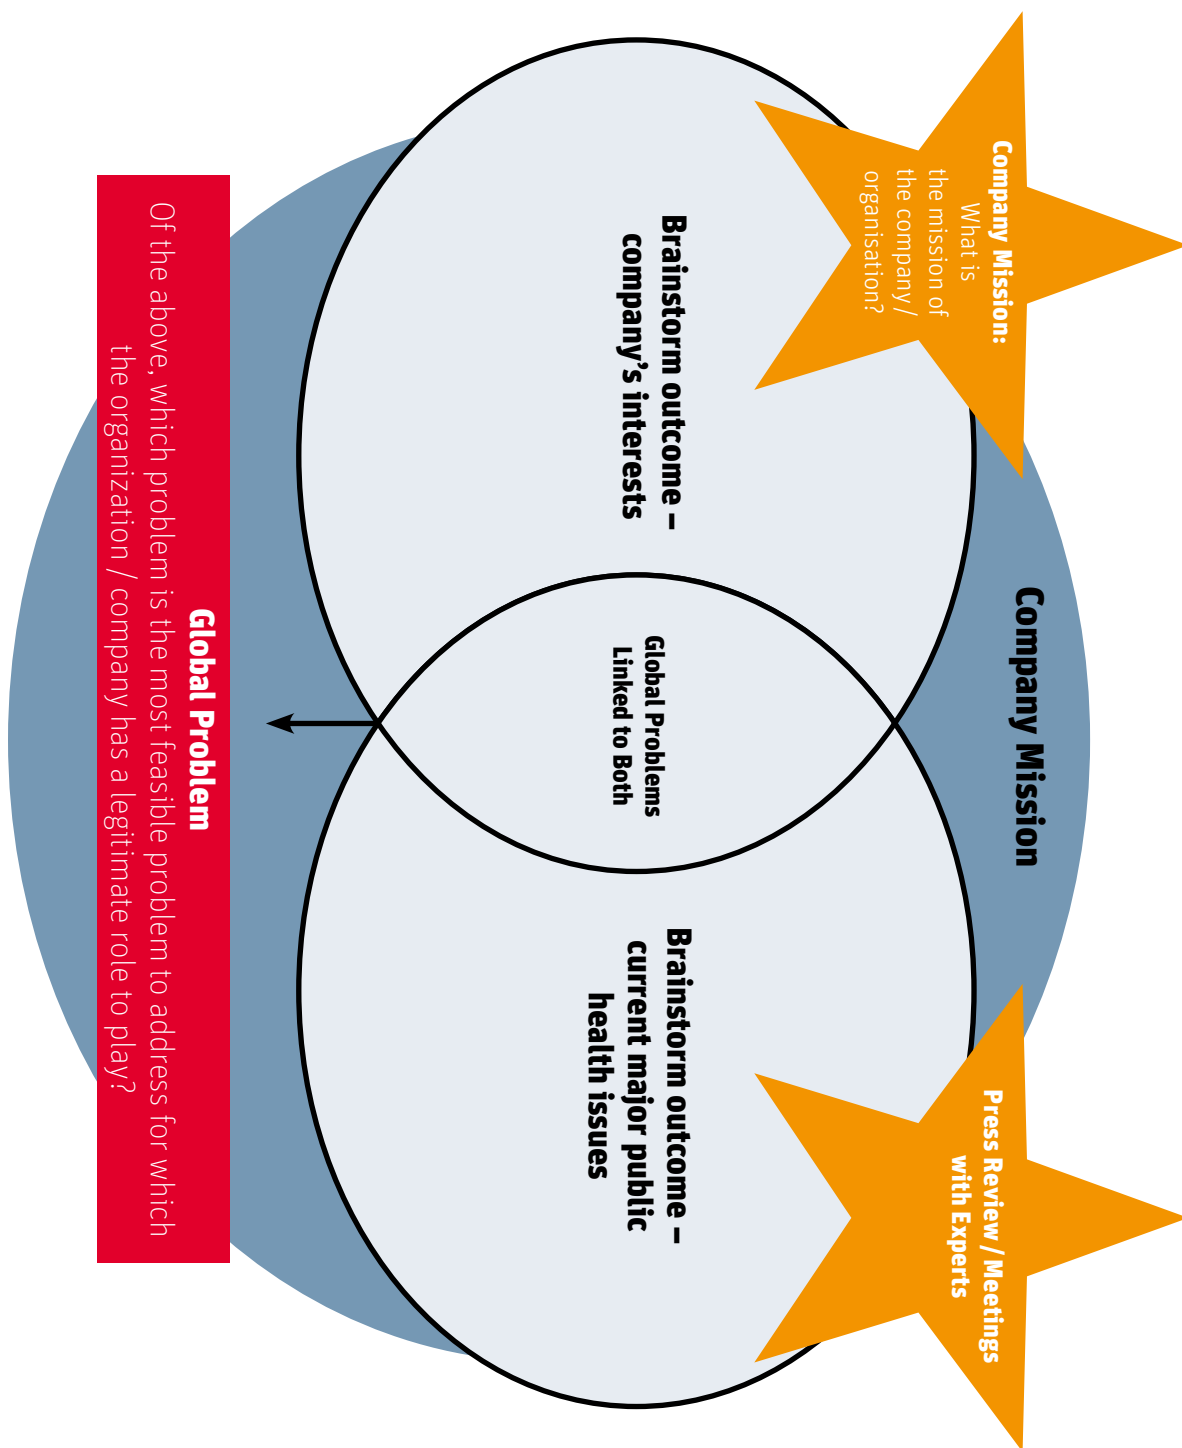 Company Mission:
What is
the mission of
the company /
organisation?
Press Review / Meetings
with Experts
Company Mission
Brainstorm outcome –
company’s interests
Global Problems
Linked to Both
Brainstorm outcome –
current major public
health issues
Global Problem
Of the above, which problem is the most feasible problem to address for which
the organization / company has a legitimate role to play?